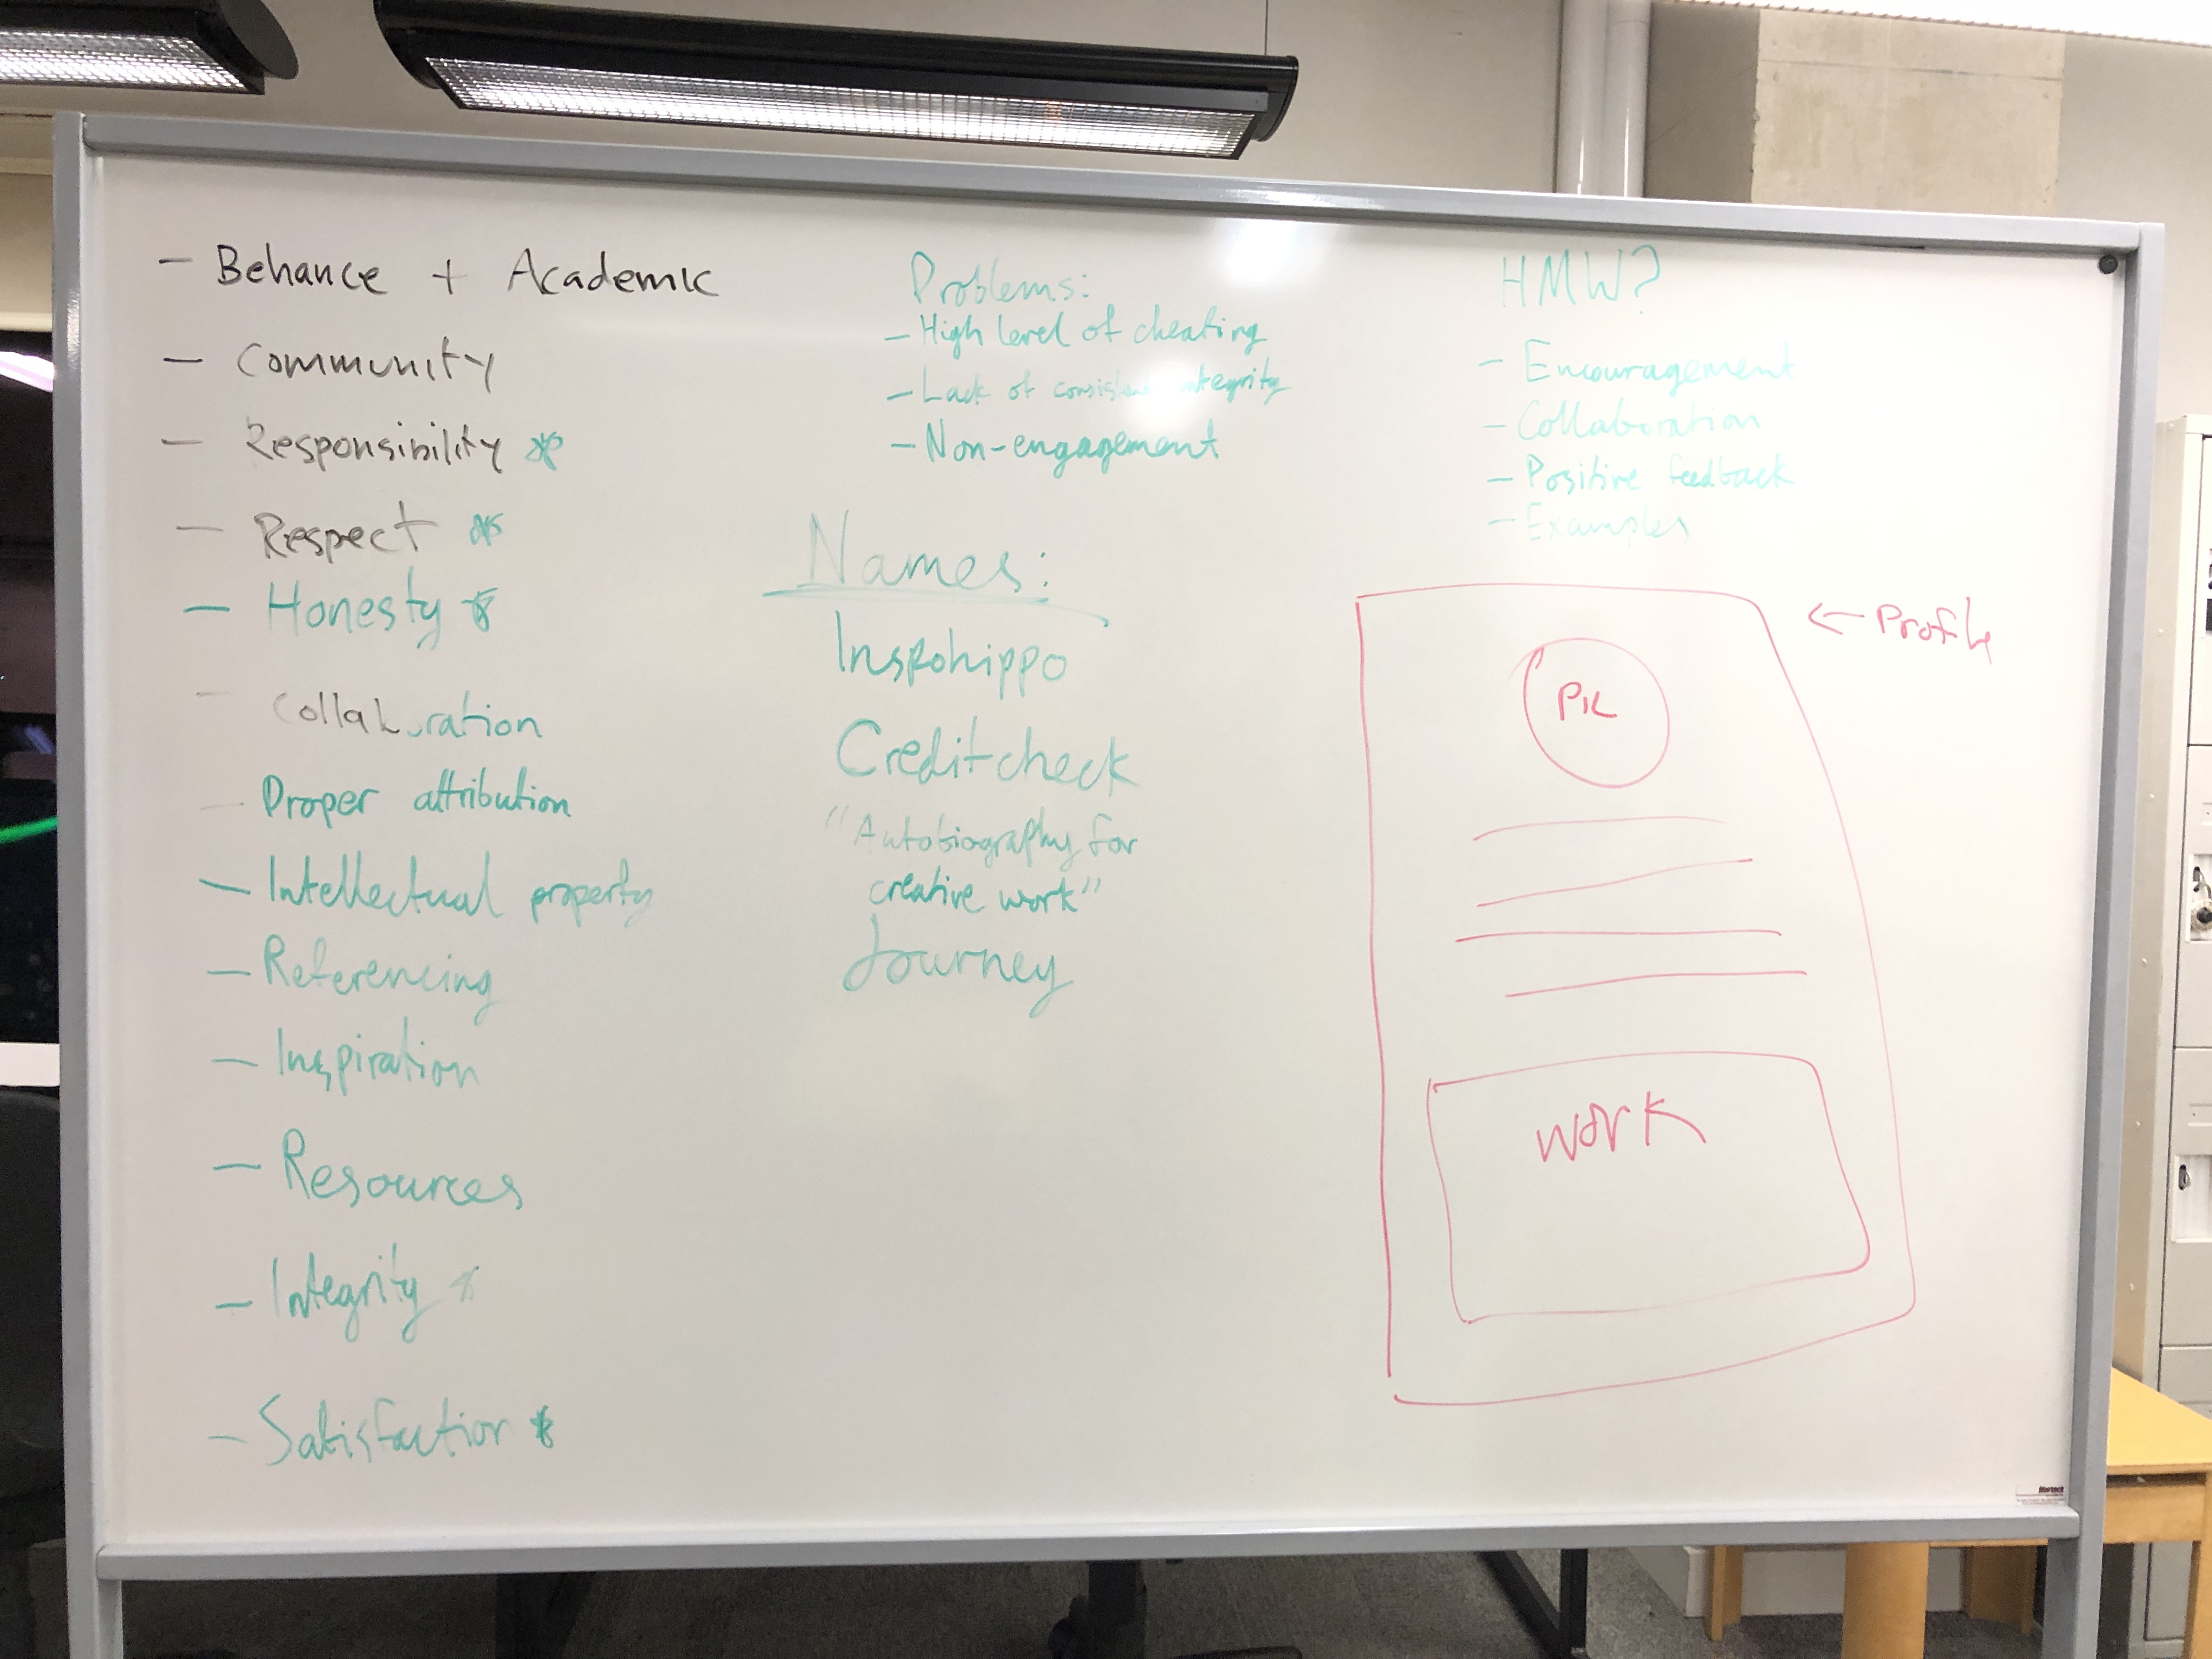 - Behance + Academic
- Community
- Responsibility *
- Respect *
- Honesty *
- Collaboration
- Proper attribution
- Intellectual property
- Referencing
- Inspiration
- Resources
- Integrity *
- Satisfaction *
Problems:
- High level of cheating
- Lack of consistent integrity
- Non-engagement
Names:
Inspohippo
Creditcheck
"Autobiography for
creative work"
Journey
HMW?
- Encouragement
- Collaboration
- Positive feedback
- Examples
← Profile
PIC
WORK